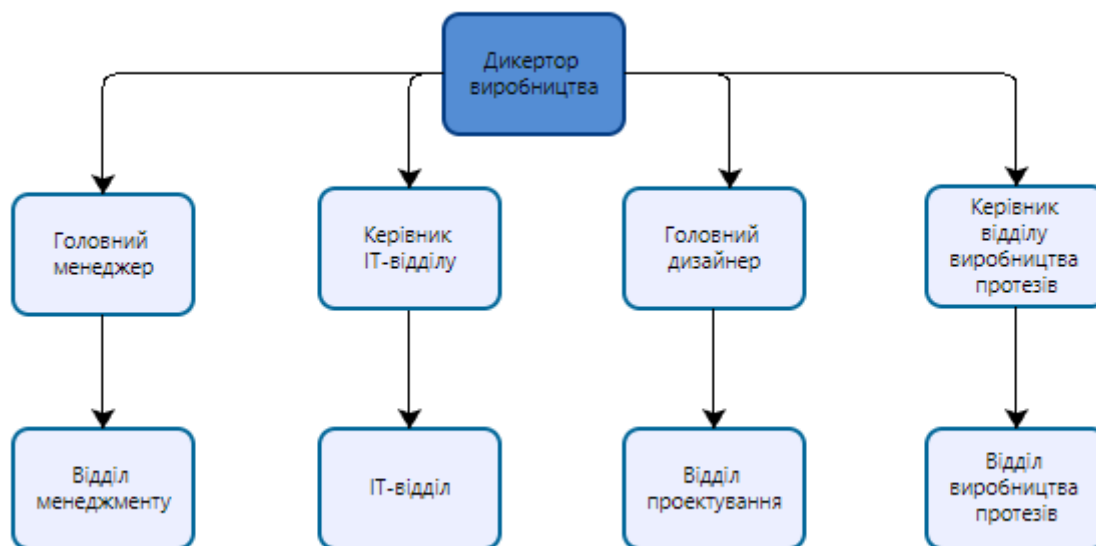 Дикертор
виробництва
Головний
менеджер
Керівник
ІТ-відділу
Головний
дизайнер
Керівник
відділу
виробництва
протезів
Відділ
менеджменту
ІТ-відділ
Відділ
проектування
Відділ
виробництва
протезів